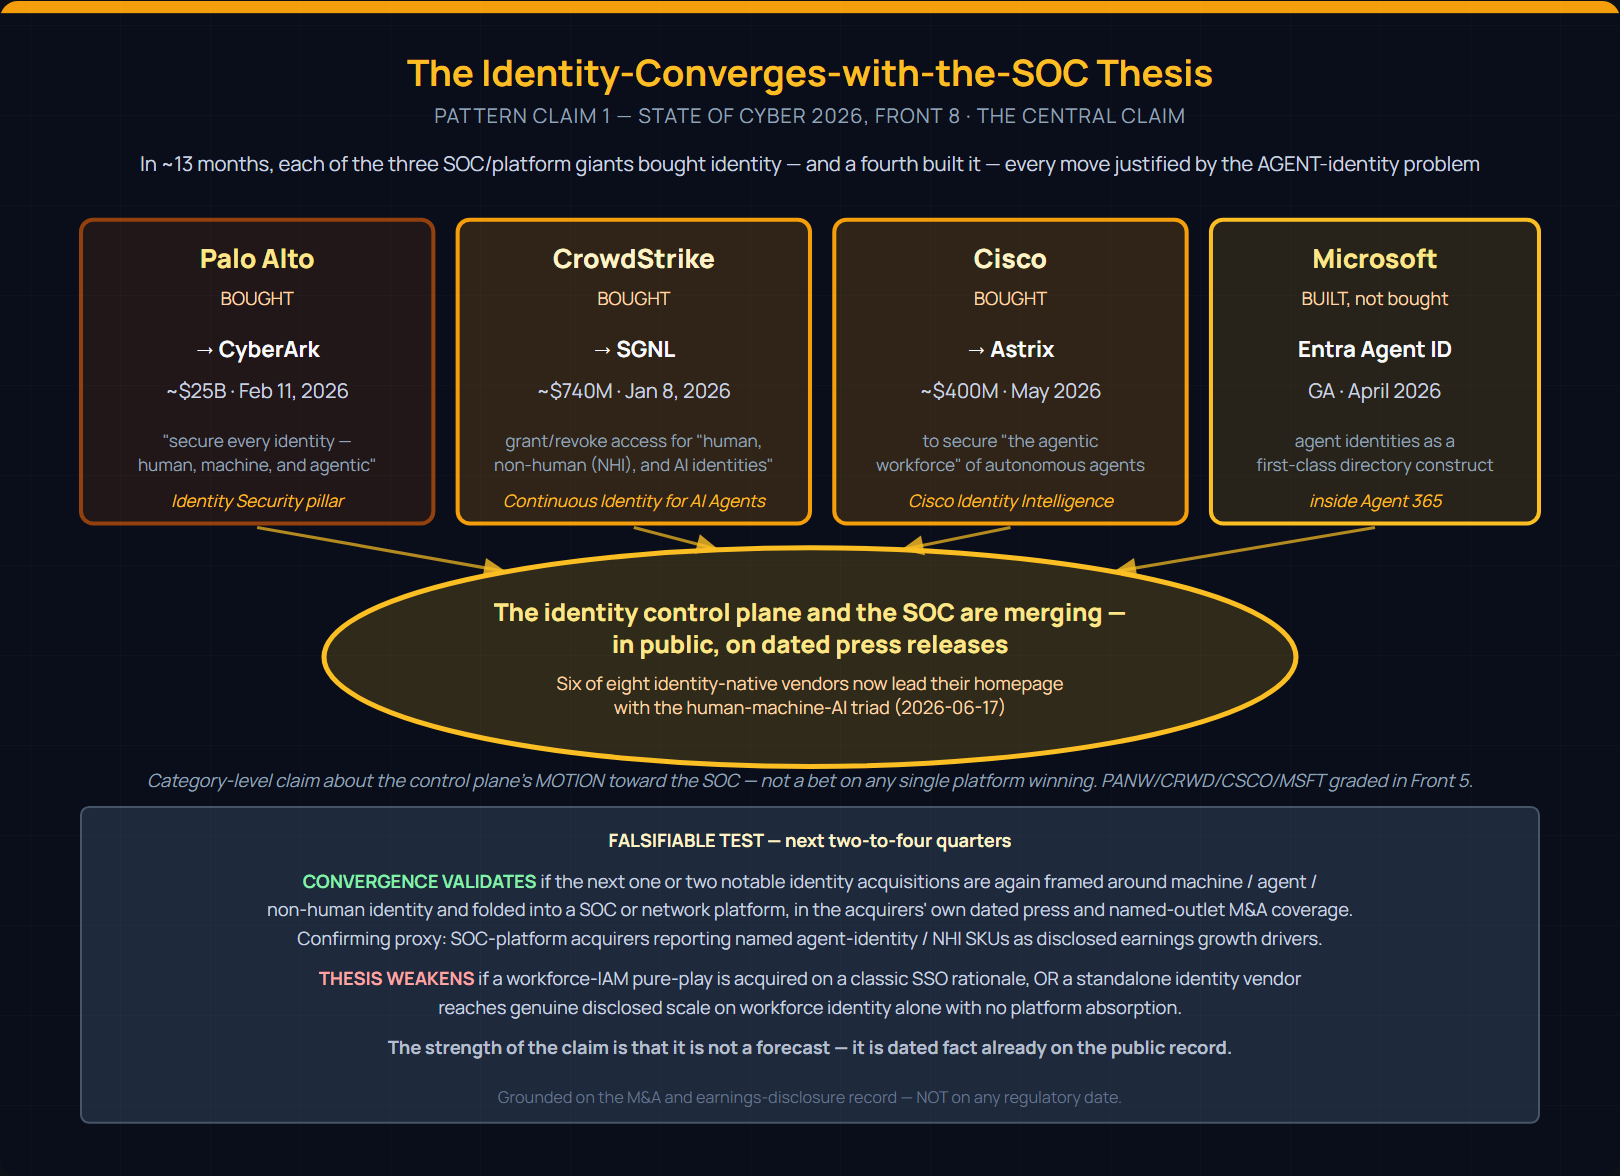 The Identity-Converges-with-the-SOC Thesis
PATTERN CLAIM 1 — STATE OF CYBER 2026, FRONT 8 · THE CENTRAL CLAIM
In ~13 months, each of the three SOC/platform giants bought identity — and a fourth built it — every move justified by the AGENT-identity problem
Palo Alto
BOUGHT
→ CyberArk
~$25B · Feb 11, 2026
"secure every identity —
human, machine, and agentic"
Identity Security pillar
CrowdStrike
BOUGHT
→ SGNL
~$740M · Jan 8, 2026
grant/revoke access for "human,
non-human (NHI), and AI identities"
Continuous Identity for AI Agents
Cisco
BOUGHT
→ Astrix
~$400M · May 2026
to secure "the agentic
workforce" of autonomous agents
Cisco Identity Intelligence
Microsoft
BUILT, not bought
Entra Agent ID
GA · April 2026
agent identities as a
first-class directory construct
inside Agent 365
The identity control plane and the SOC are merging —
in public, on dated press releases
Six of eight identity-native vendors now lead their homepage
with the human-machine-AI triad (2026-06-17)
Category-level claim about the control plane's MOTION toward the SOC — not a bet on any single platform winning. PANW/CRWD/CSCO/MSFT graded in Front 5.
FALSIFIABLE TEST — next two-to-four quarters
CONVERGENCE VALIDATES if the next one or two notable identity acquisitions are again framed around machine / agent /
non-human identity and folded into a SOC or network platform, in the acquirers' own dated press and named-outlet M&A coverage.
Confirming proxy: SOC-platform acquirers reporting named agent-identity / NHI SKUs as disclosed earnings growth drivers.
THESIS WEAKENS if a workforce-IAM pure-play is acquired on a classic SSO rationale, OR a standalone identity vendor
reaches genuine disclosed scale on workforce identity alone with no platform absorption.
The strength of the claim is that it is not a forecast — it is dated fact already on the public record.
Grounded on the M&A and earnings-disclosure record — NOT on any regulatory date.